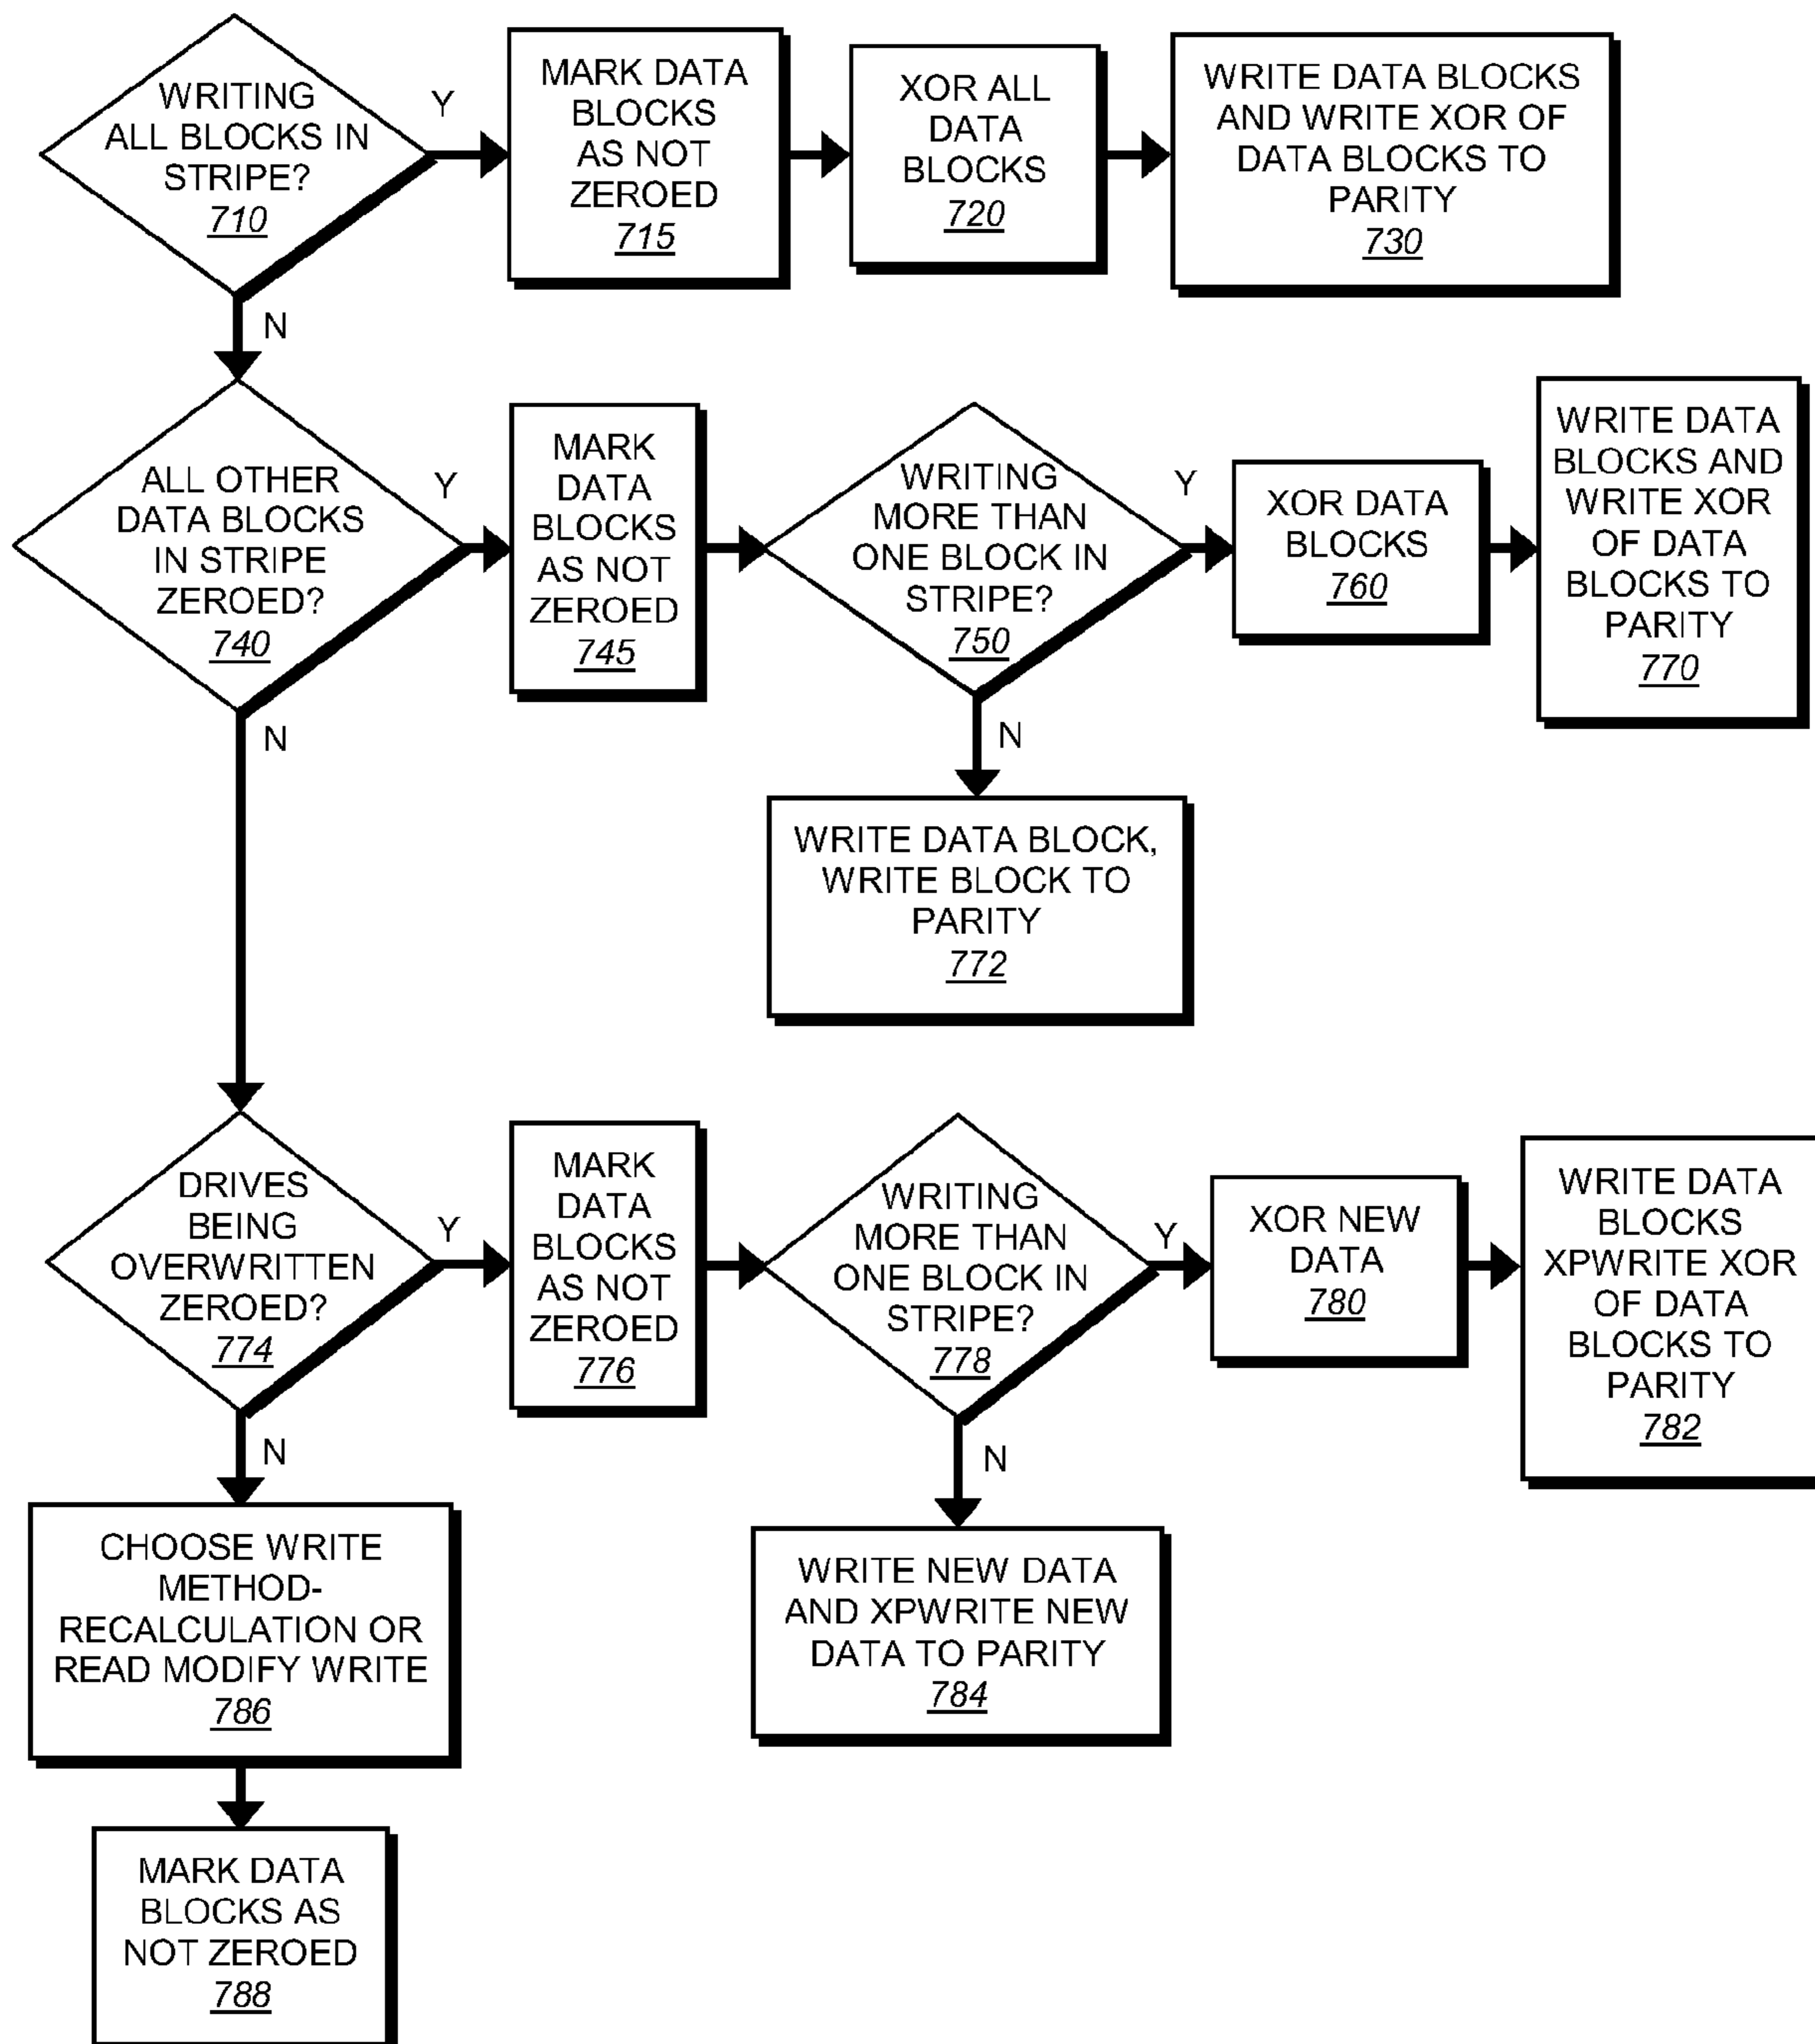 WRITING
ALL BLOCKS IN
STRIPE?
710
Y
MARK DATA
BLOCKS
AS NOT
ZEROED
715
XOR ALL
DATA
BLOCKS
720
WRITE DATA BLOCKS
AND WRITE XOR OF
DATA BLOCKS TO
PARITY
730
N
ALL OTHER
DATA BLOCKS
IN STRIPE
ZEROED?
740
Y
MARK
DATA
BLOCKS
AS NOT
ZEROED
745
WRITING
MORE THAN
ONE BLOCK IN
STRIPE?
750
Y
XOR DATA
BLOCKS
760
WRITE DATA
BLOCKS AND
WRITE XOR
OF DATA
BLOCKS TO
PARITY
770
N
N
WRITE DATA BLOCK,
WRITE BLOCK TO
PARITY
772
DRIVES
BEING
OVERWRITTEN
ZEROED?
774
Y
MARK
DATA
BLOCKS
AS NOT
ZEROED
776
WRITING
MORE THAN
ONE BLOCK IN
STRIPE?
778
Y
XOR NEW
DATA
780
WRITE DATA
BLOCKS
XPWRITE XOR
OF DATA
BLOCKS TO
PARITY
782
N
N
CHOOSE WRITE
METHOD-
RECALCULATION OR
READ MODIFY WRITE
786
WRITE NEW DATA
AND XPWRITE NEW
DATA TO PARITY
784
MARK DATA
BLOCKS AS
NOT ZEROED
788